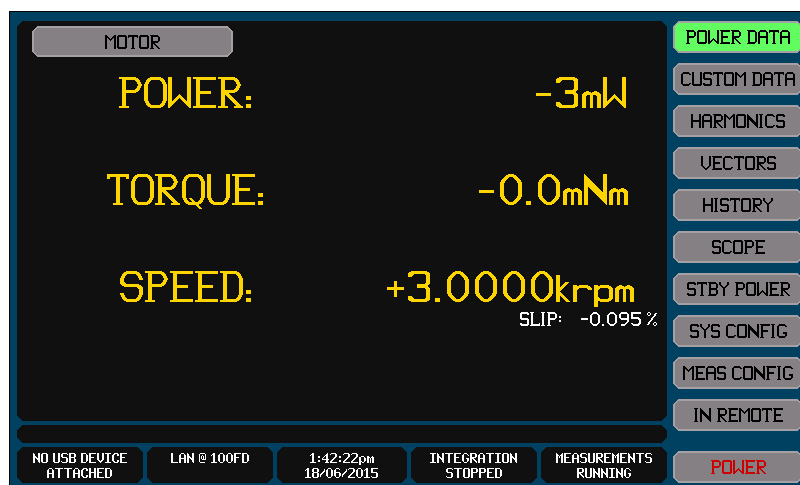 MOTOR
POWER: -3mW
TORQUE: -0.0mNm
SPEED: +3.0000krpm
SLIP: -0.095%
NO USB DEVICE
ATTACHED
LAN @ 100FD
1:42:22pm
18/06/2015
INTEGRATION
STOPPED
MEASUREMENTS
RUNNING
POWER DATA
CUSTOM DATA
HARMONICS
VECTORS
HISTORY
SCOPE
STBY POWER
SYS CONFIG
MEAS CONFIG
IN REMOTE
POWER